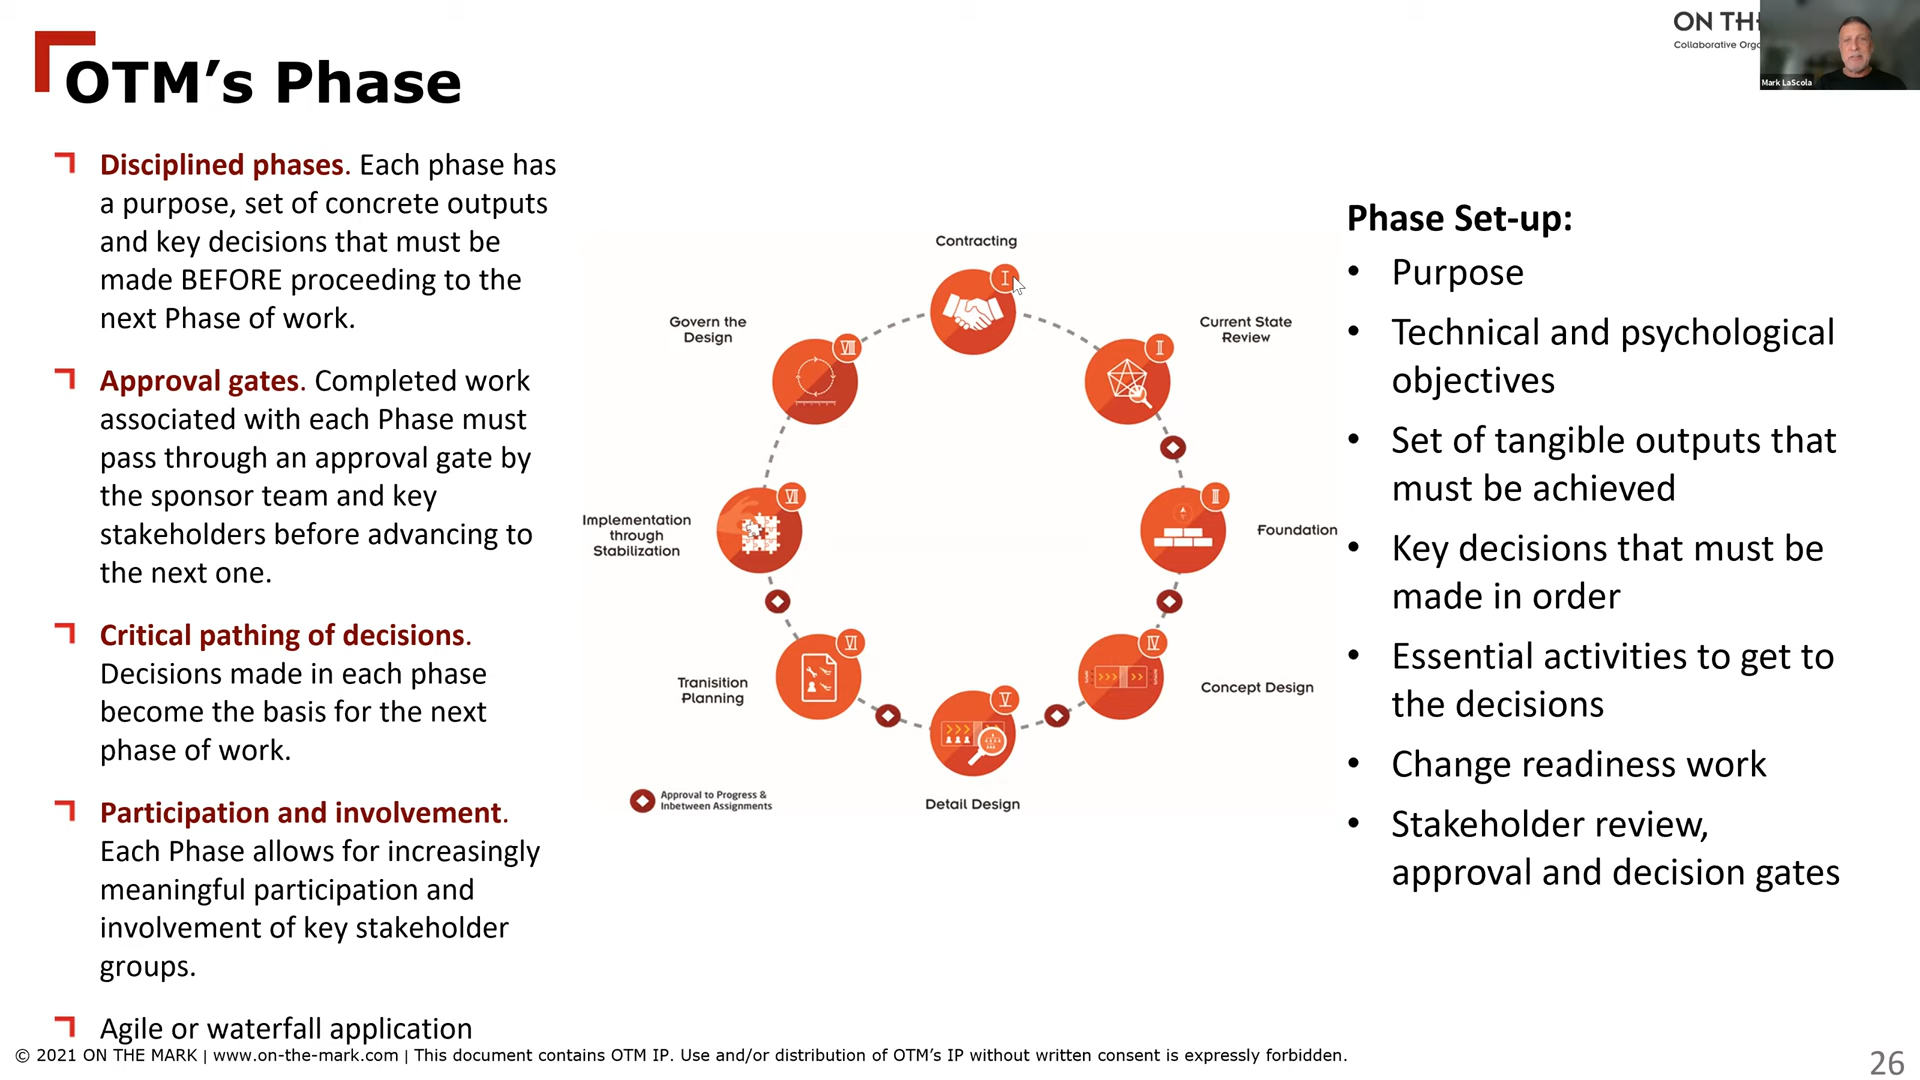 ON THE
Collaborative Orga
Mark LaScola
OTM’s Phase
Disciplined phases. Each phase has
a purpose, set of concrete outputs
and key decisions that must be
made BEFORE proceeding to the
next Phase of work.
Approval gates. Completed work
associated with each Phase must
pass through an approval gate by
the sponsor team and key
stakeholders before advancing to
the next one.
Critical pathing of decisions.
Decisions made in each phase
become the basis for the next
phase of work.
Participation and involvement.
Each Phase allows for increasingly
meaningful participation and
involvement of key stakeholder
groups.
Agile or waterfall application
Contracting
I
Current State
Review
II
Foundation
III
Concept Design
IV
Detail Design
V
Transition
Planning
VI
Implementation
through
Stabilization
VII
Govern the
Design
VIII
Approval to Progress &
Inbetween Assignments
Phase Set-up:
• Purpose
• Technical and psychological
objectives
• Set of tangible outputs that
must be achieved
• Key decisions that must be
made in order
• Essential activities to get to
the decisions
• Change readiness work
• Stakeholder review,
approval and decision gates
© 2021 ON THE MARK | www.on-the-mark.com | This document contains OTM IP. Use and/or distribution of OTM’s IP without written consent is expressly forbidden.
26